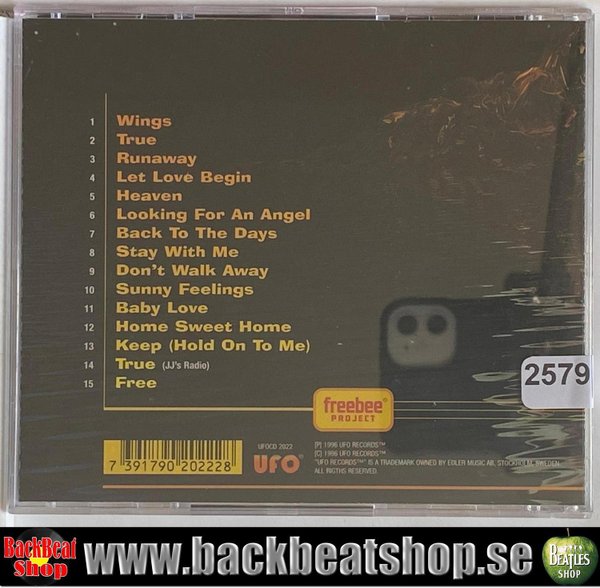 1 Wings
2 True
3 Runaway
4 Let Love Begin
5 Heaven
6 Looking For An Angel
7 Back To The Days
8 Stay With Me
9 Don't Walk Away
10 Sunny Feelings
11 Baby Love
12 Home Sweet Home
13 Keep (Hold On To Me)
14 True (JJ's Radio)
15 Free
2579
freebee
PROJECT
UFOCD 2022
7 391790 202228
UFO
[P] 1996 UFO RECORDS™
[C] 1996 UFO RECORDS™
"UFO RECORDS™" IS A TRADEMARK OWNED BY EDLER MUSIC AB, STOCKHOLM, SWEDEN
ALL RIGTHS RESERVED.
BackBeat
Shop
www.backbeatshop.se
BEATLES
SHOP